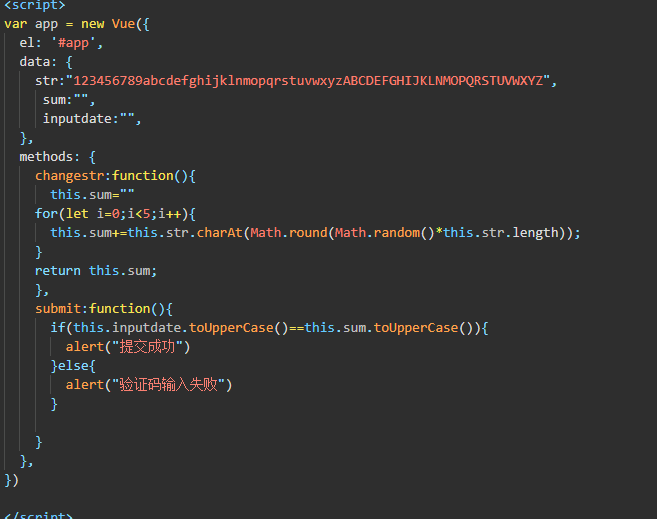 <script>
var app = new Vue({
el: '#app',
data: {
str:"123456789abcdefghijklnmopqrstuvwxyzABCDEFGHIJKLNMOPQRSTUVWXYZ",
sum:"",
inputdate:"",
},
methods: {
changestr:function(){
this.sum=""
for(let i=0;i<5;i++){
this.sum+=this.str.charAt(Math.round(Math.random()*this.str.length));
}
return this.sum;
},
submit:function(){
if(this.inputdate.toUpperCase()==this.sum.toUpperCase()){
alert("提交成功")
}else{
alert("验证码输入失败")
}
}
},
})
</script>